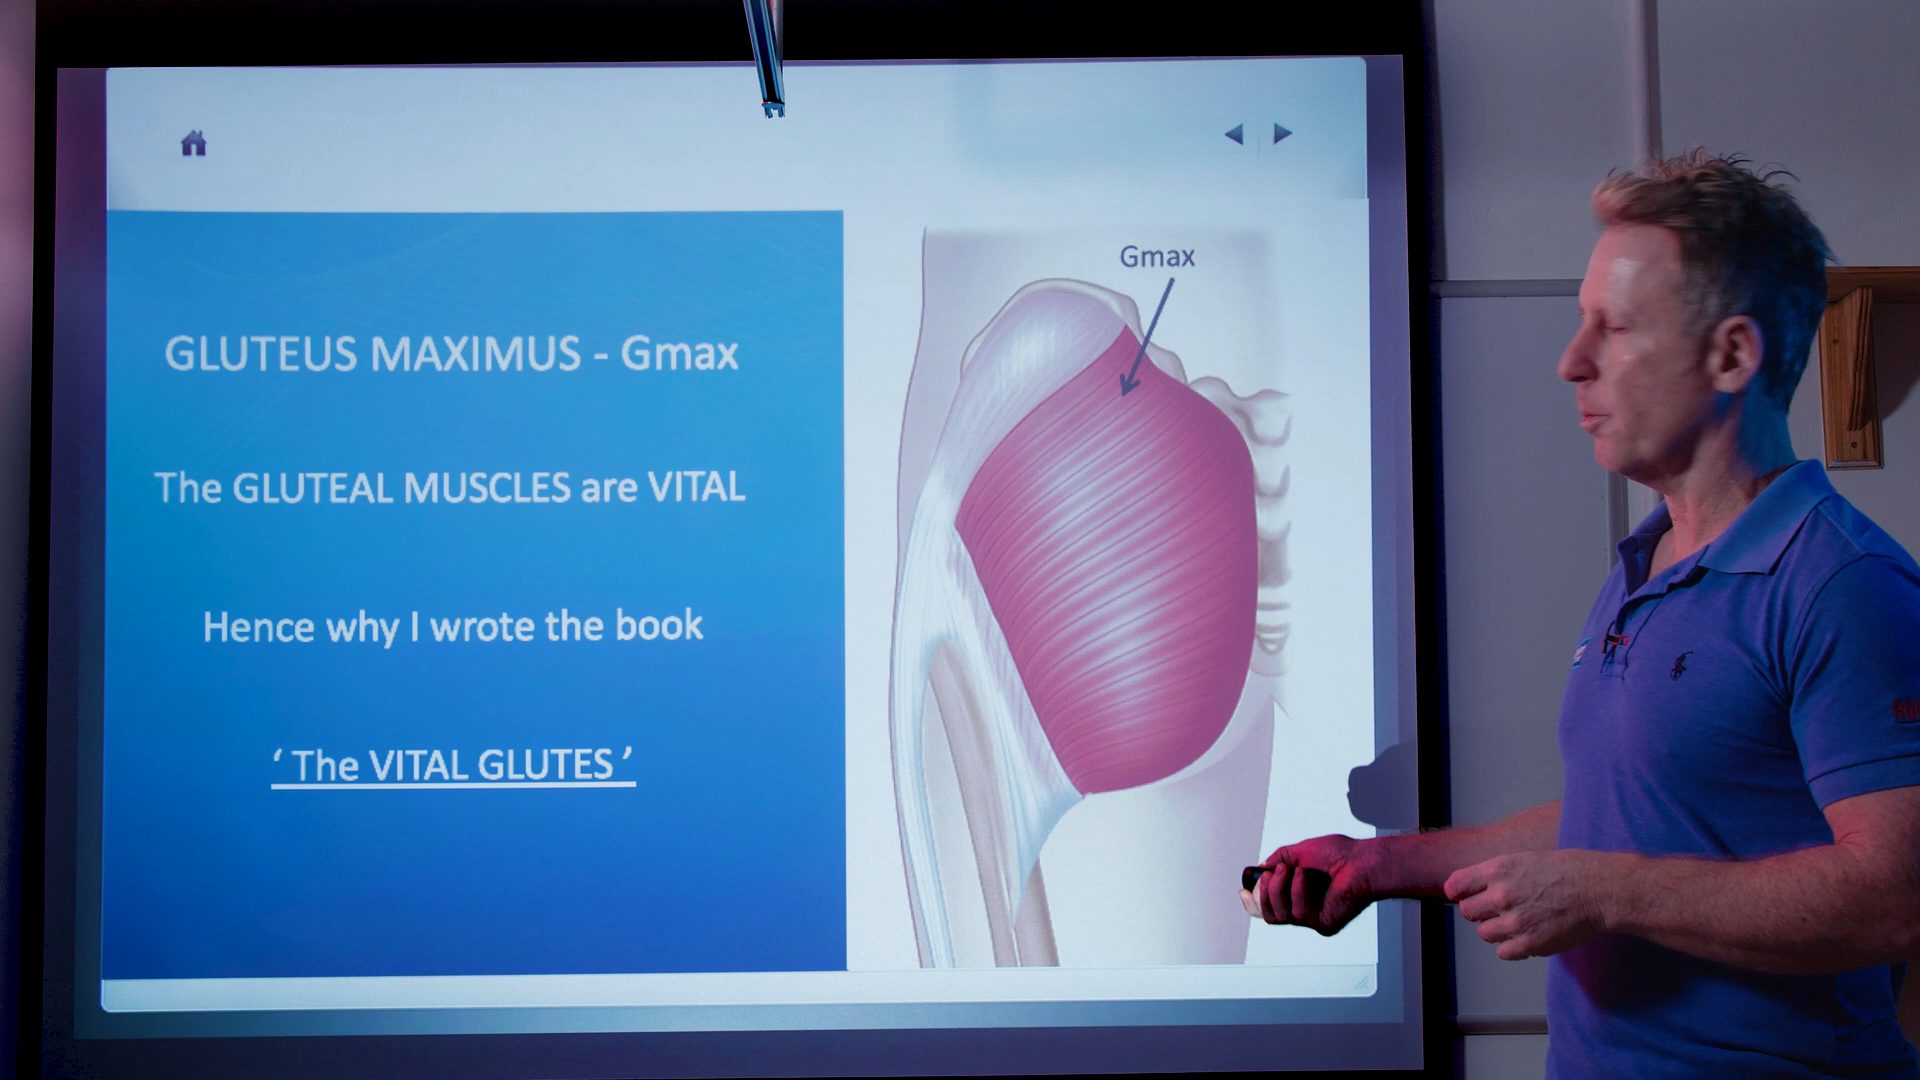 Gmax
GLUTEUS MAXIMUS - Gmax
The GLUTEAL MUSCLES are VITAL
Hence why I wrote the book
‘ The VITAL GLUTES ’